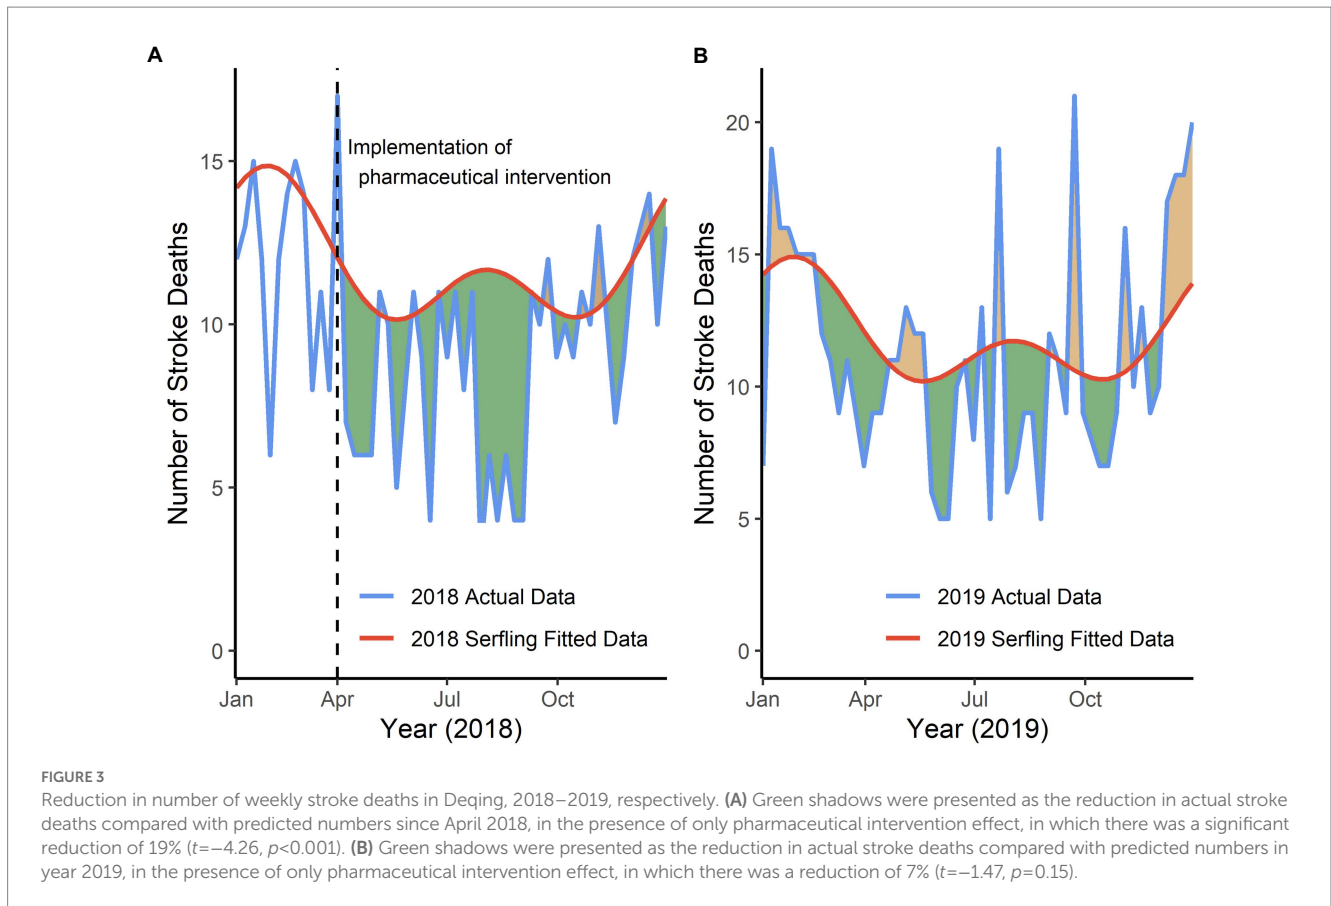 A
Number of Stroke Deaths
15
10
5
0
Implementation of
pharmaceutical intervention
2018 Actual Data
2018 Serfling Fitted Data
Jan
Apr
Jul
Oct
Year (2018)
B
Number of Stroke Deaths
20
15
10
5
0
2019 Actual Data
2019 Serfling Fitted Data
Jan
Apr
Jul
Oct
Year (2019)
FIGURE 3
Reduction in number of weekly stroke deaths in Deqing, 2018–2019, respectively. (A) Green shadows were presented as the reduction in actual stroke
deaths compared with predicted numbers since April 2018, in the presence of only pharmaceutical intervention effect, in which there was a significant
reduction of 19% (t=−4.26, p<0.001). (B) Green shadows were presented as the reduction in actual stroke deaths compared with predicted numbers in
year 2019, in the presence of only pharmaceutical intervention effect, in which there was a reduction of 7% (t=−1.47, p=0.15).